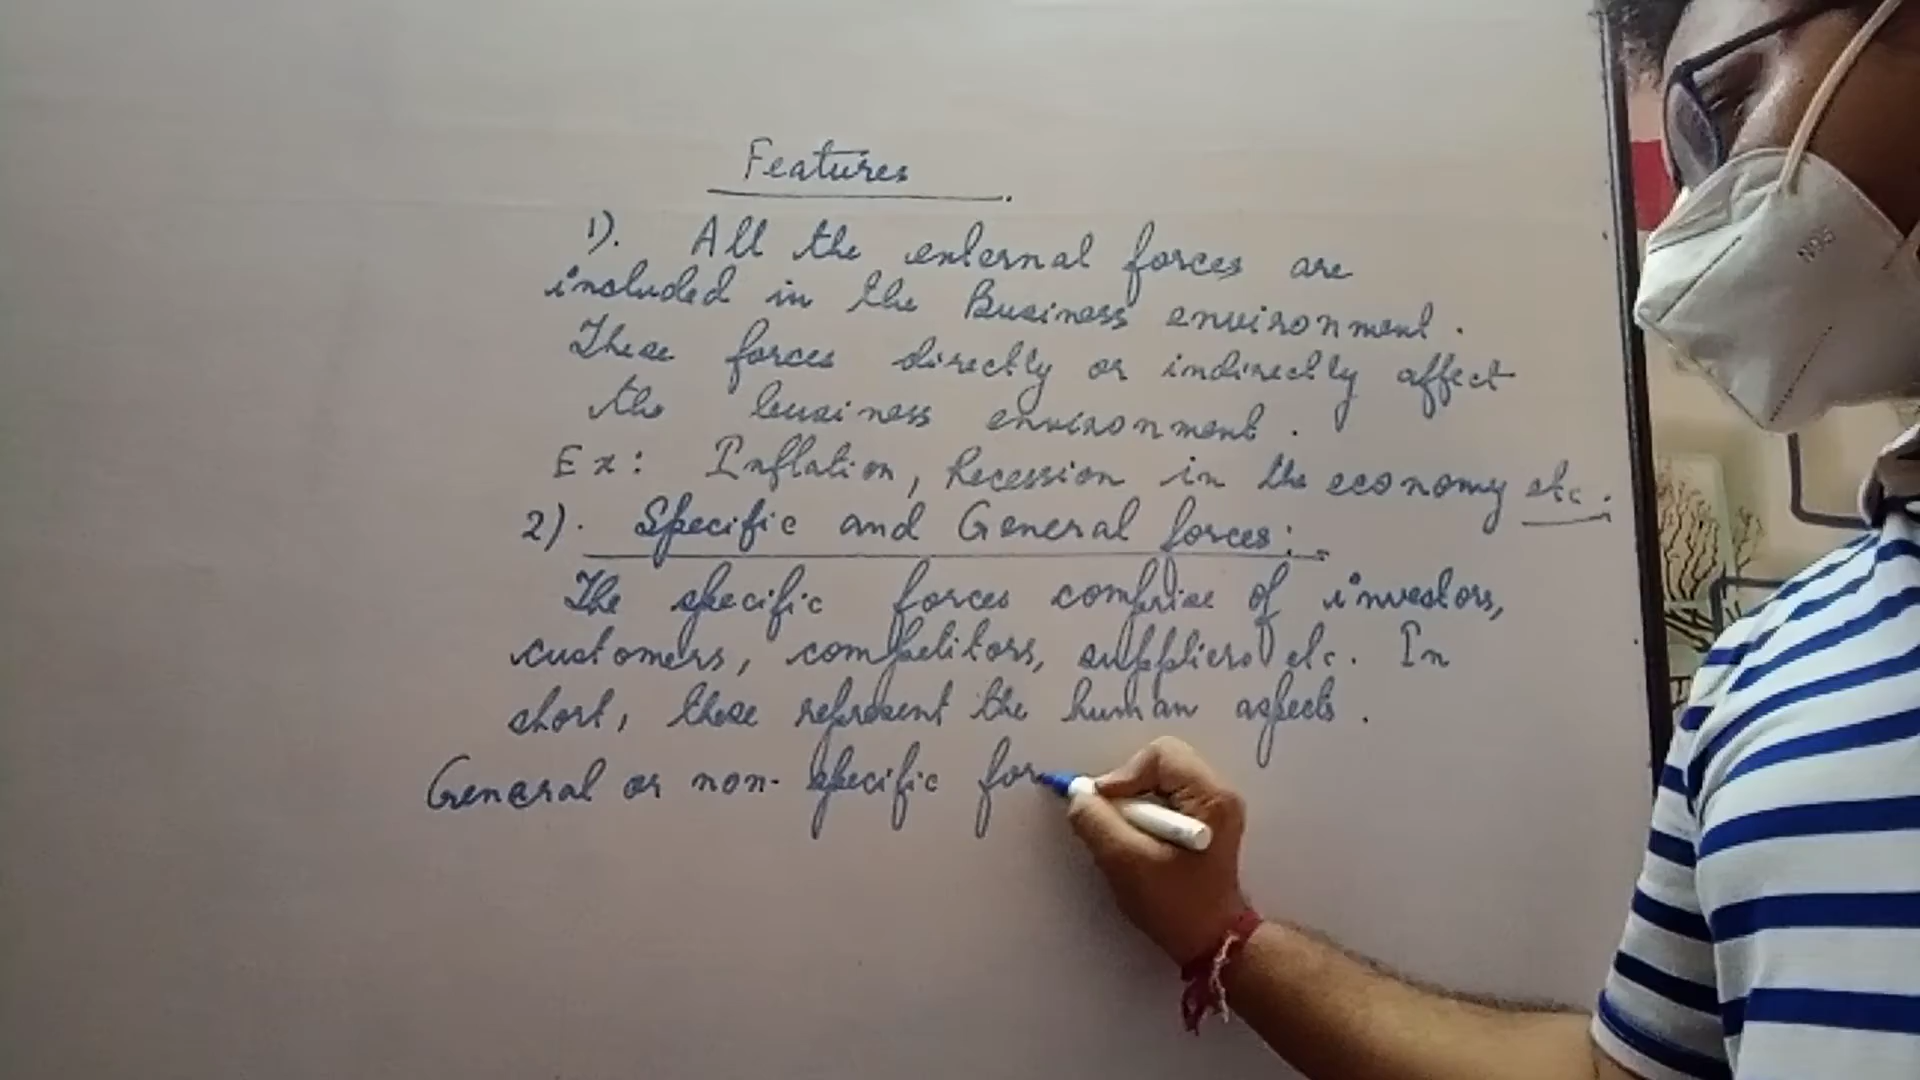 Features
1). All the external forces are
included in the Business environment.
These forces directly or indirectly affect
the business environment.
Ex: Inflation, Recession in the economy etc.
2). Specific and General forces:
The specific forces comprise of investors,
customers, competitors, suppliers etc. In
short, these represent the human aspects.
General or non-specific for
N95